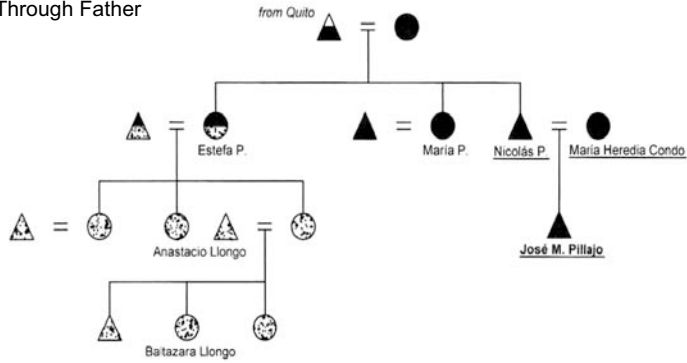 Through Father
from Quito
Estefa P.
María P.
Nicolás P.
María Heredia Condo
Anastacio Llongo
José M. Pillajo
Baltazara Llongo